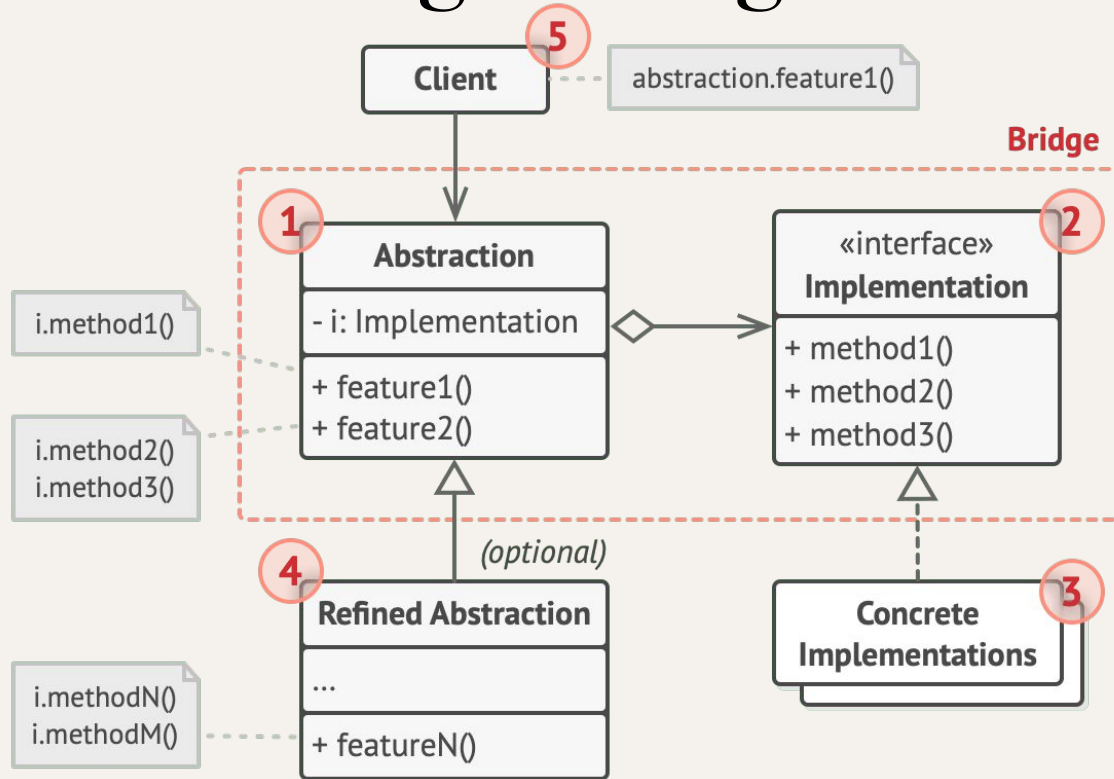 5
Client
abstraction.feature1()
Bridge
1
Abstraction
- i: Implementation
+ feature1()
+ feature2()
i.method1()
i.method2()
i.method3()
2
«interface»
Implementation
+ method1()
+ method2()
+ method3()
(optional)
4
Refined Abstraction
...
+ featureN()
i.methodN()
i.methodM()
3
Concrete
Implementations